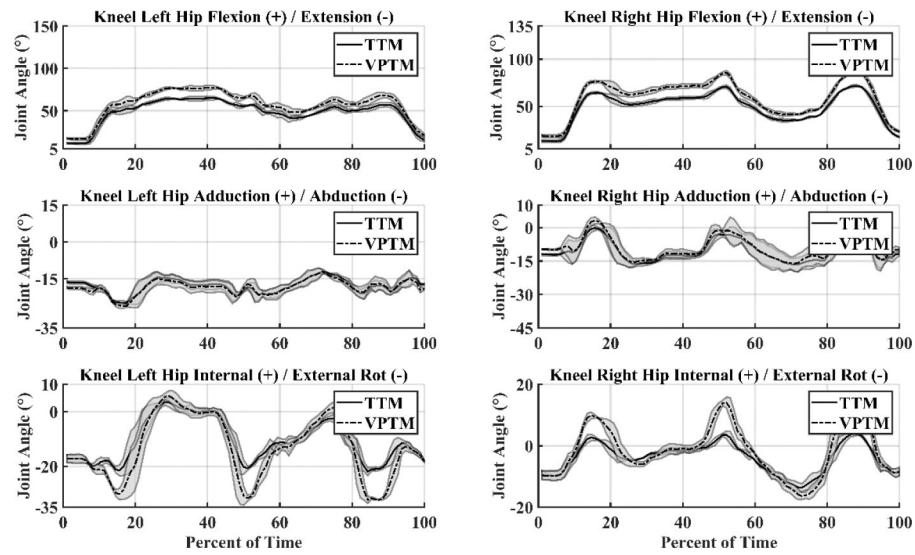 Kneel Left Hip Flexion (+) / Extension (-)
Joint Angle (°)
150
100
50
5
0
20
40
60
80
100
TTM
VPTM
Kneel Right Hip Flexion (+) / Extension (-)
Joint Angle (°)
135
100
50
5
0
20
40
60
80
100
TTM
VPTM
Kneel Left Hip Adduction (+) / Abduction (-)
Joint Angle (°)
15
0
-15
-35
0
20
40
60
80
100
TTM
VPTM
Kneel Right Hip Adduction (+) / Abduction (-)
Joint Angle (°)
10
0
-15
-30
-45
0
20
40
60
80
100
TTM
VPTM
Kneel Left Hip Internal (+) / External Rot (-)
Joint Angle (°)
10
0
-20
-35
0
20
40
60
80
100
Percent of Time
TTM
VPTM
Kneel Right Hip Internal (+) / External Rot (-)
Joint Angle (°)
20
0
-20
0
20
40
60
80
100
Percent of Time
TTM
VPTM